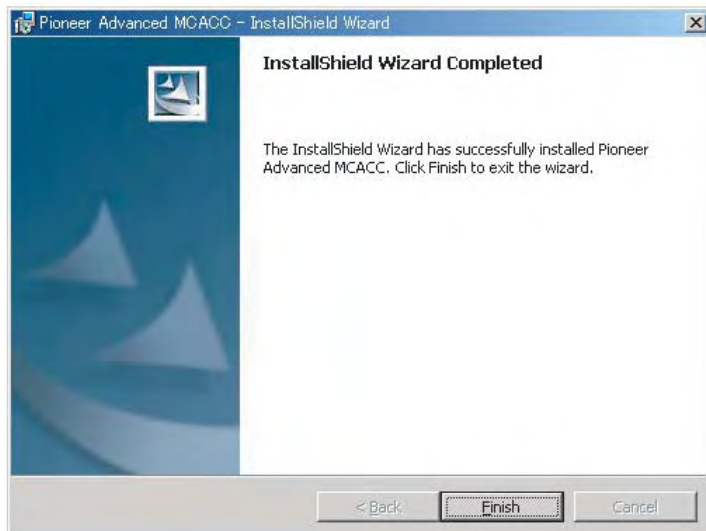 Pioneer Advanced MCACC - InstallShield Wizard
InstallShield Wizard Completed
The InstallShield Wizard has successfully installed Pioneer
Advanced MCACC. Click Finish to exit the wizard.
< Back
Finish
Cancel